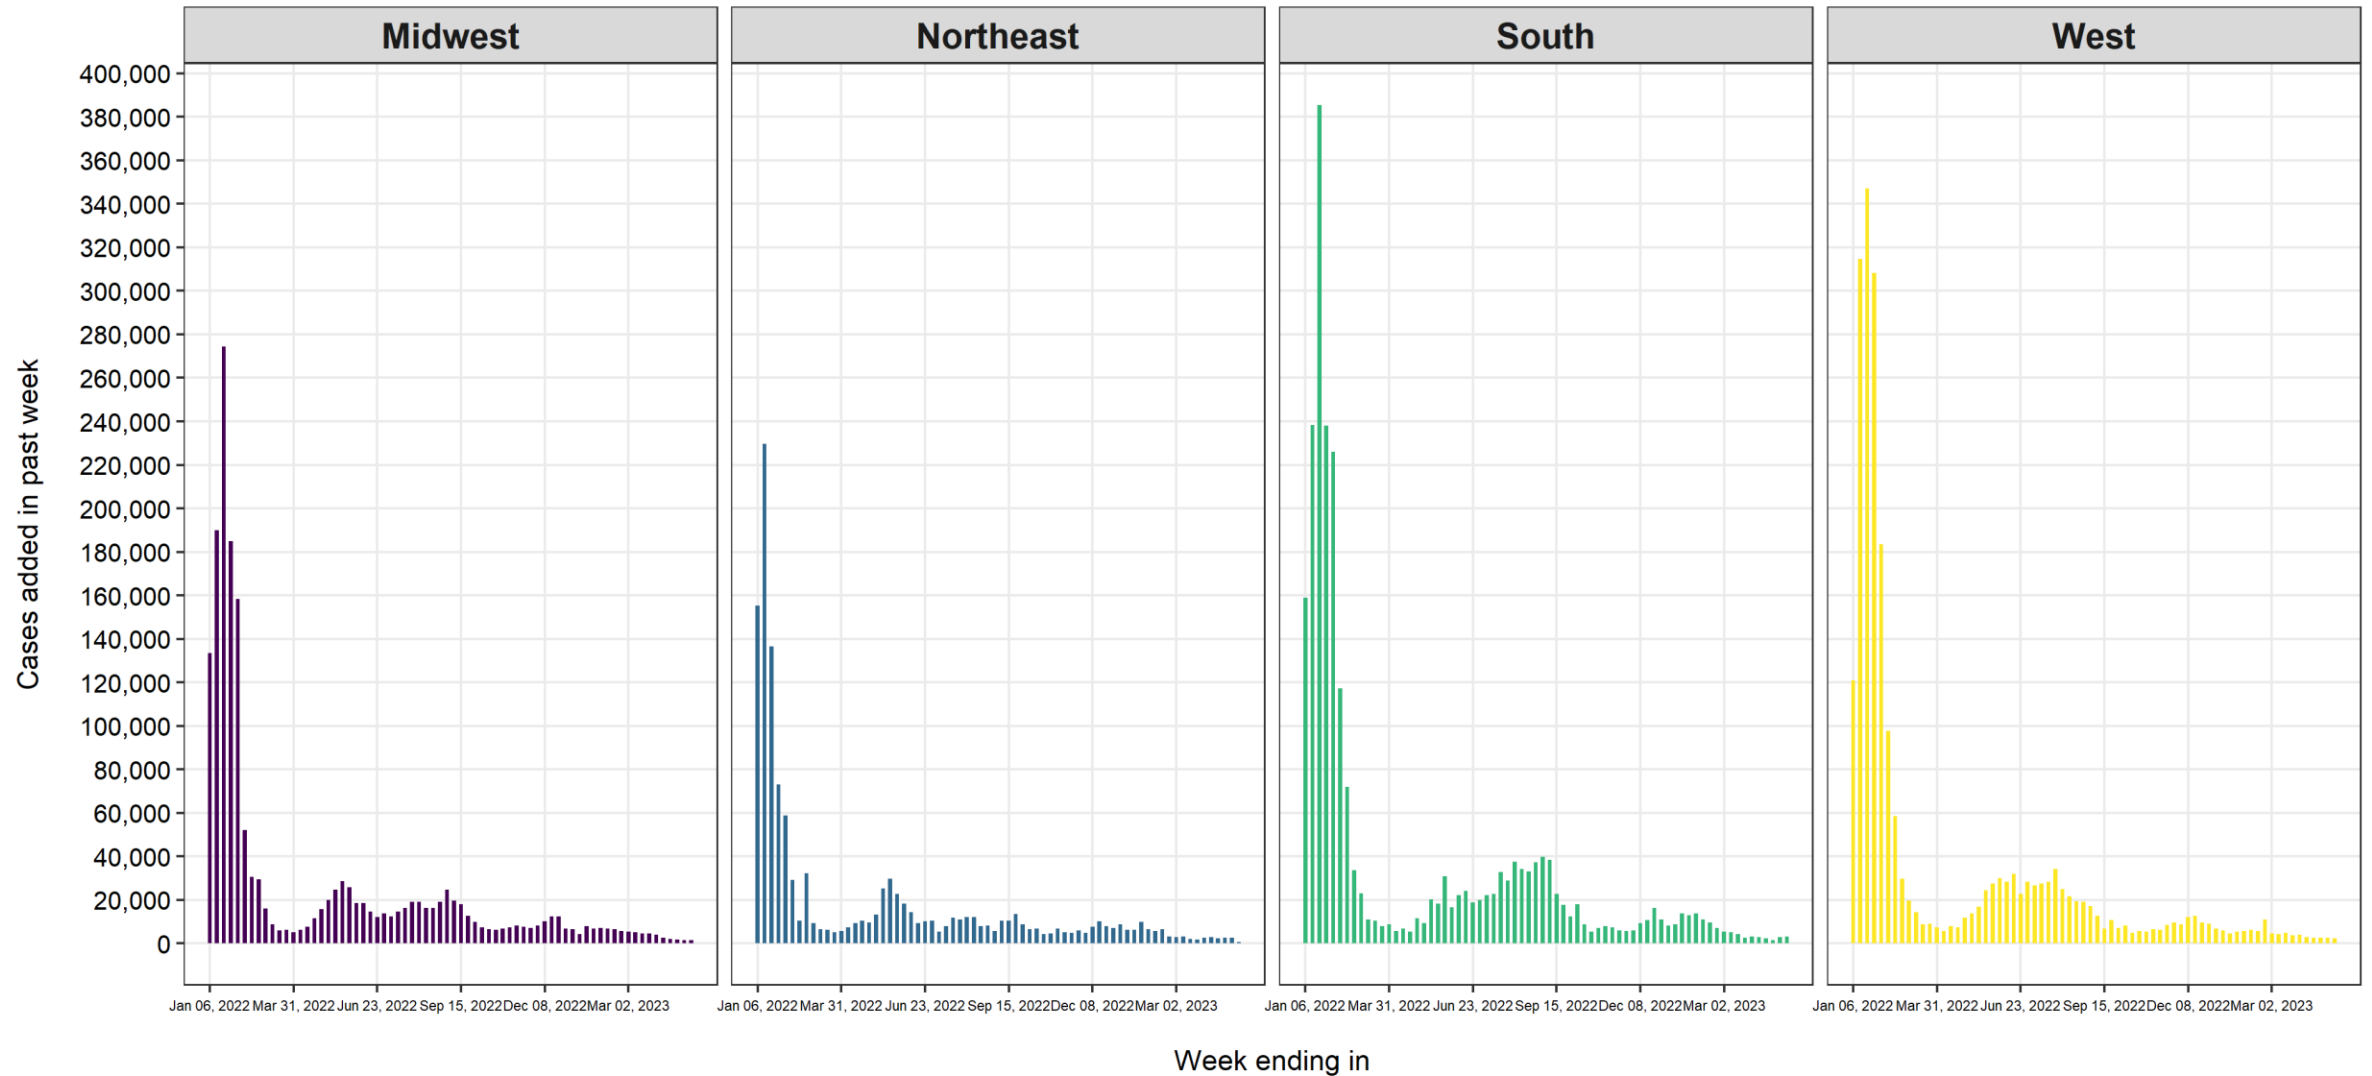 Midwest
Northeast
South
West
Cases added in past week
400,000
380,000
360,000
340,000
320,000
300,000
280,000
260,000
240,000
220,000
200,000
180,000
160,000
140,000
120,000
100,000
80,000
60,000
40,000
20,000
0
Jan 06, 2022 Mar 31, 2022 Jun 23, 2022 Sep 15, 2022 Dec 08, 2022 Mar 02, 2023
Jan 06, 2022 Mar 31, 2022 Jun 23, 2022 Sep 15, 2022 Dec 08, 2022 Mar 02, 2023
Jan 06, 2022 Mar 31, 2022 Jun 23, 2022 Sep 15, 2022 Dec 08, 2022 Mar 02, 2023
Jan 06, 2022 Mar 31, 2022 Jun 23, 2022 Sep 15, 2022 Dec 08, 2022 Mar 02, 2023
Week ending in